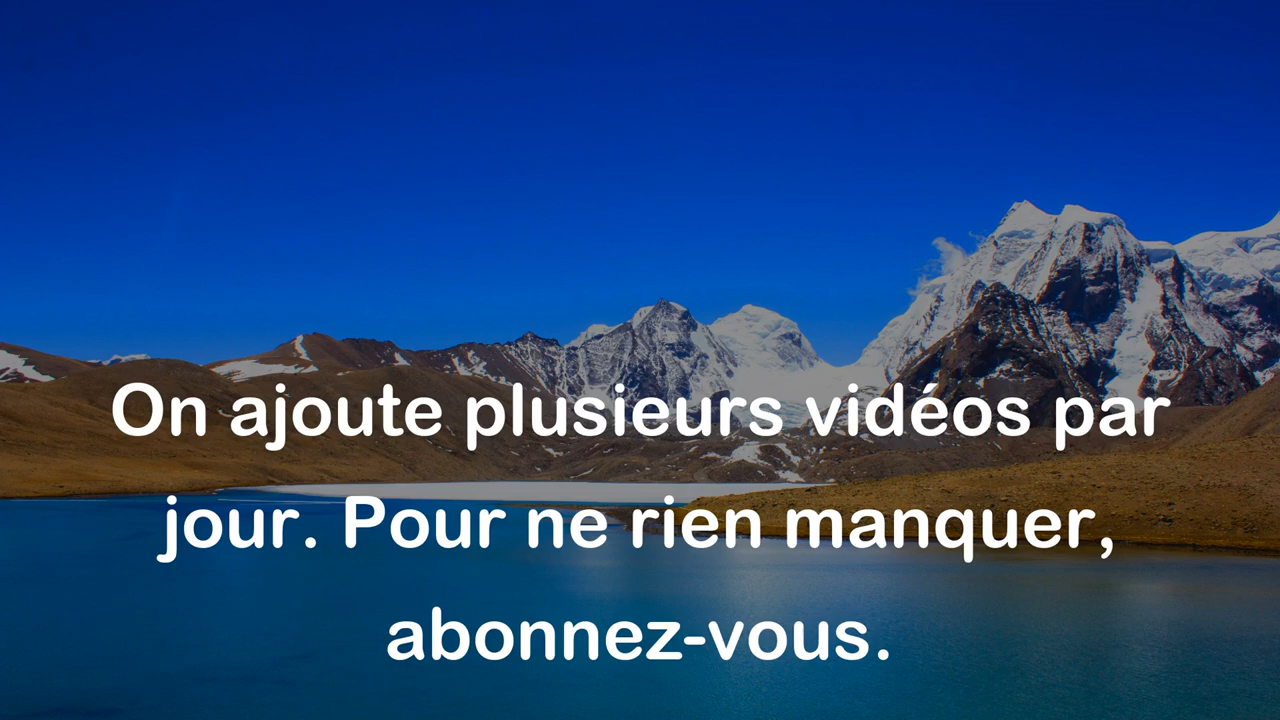 On ajoute plusieurs vidéos par
jour. Pour ne rien manquer,
abonnez-vous.